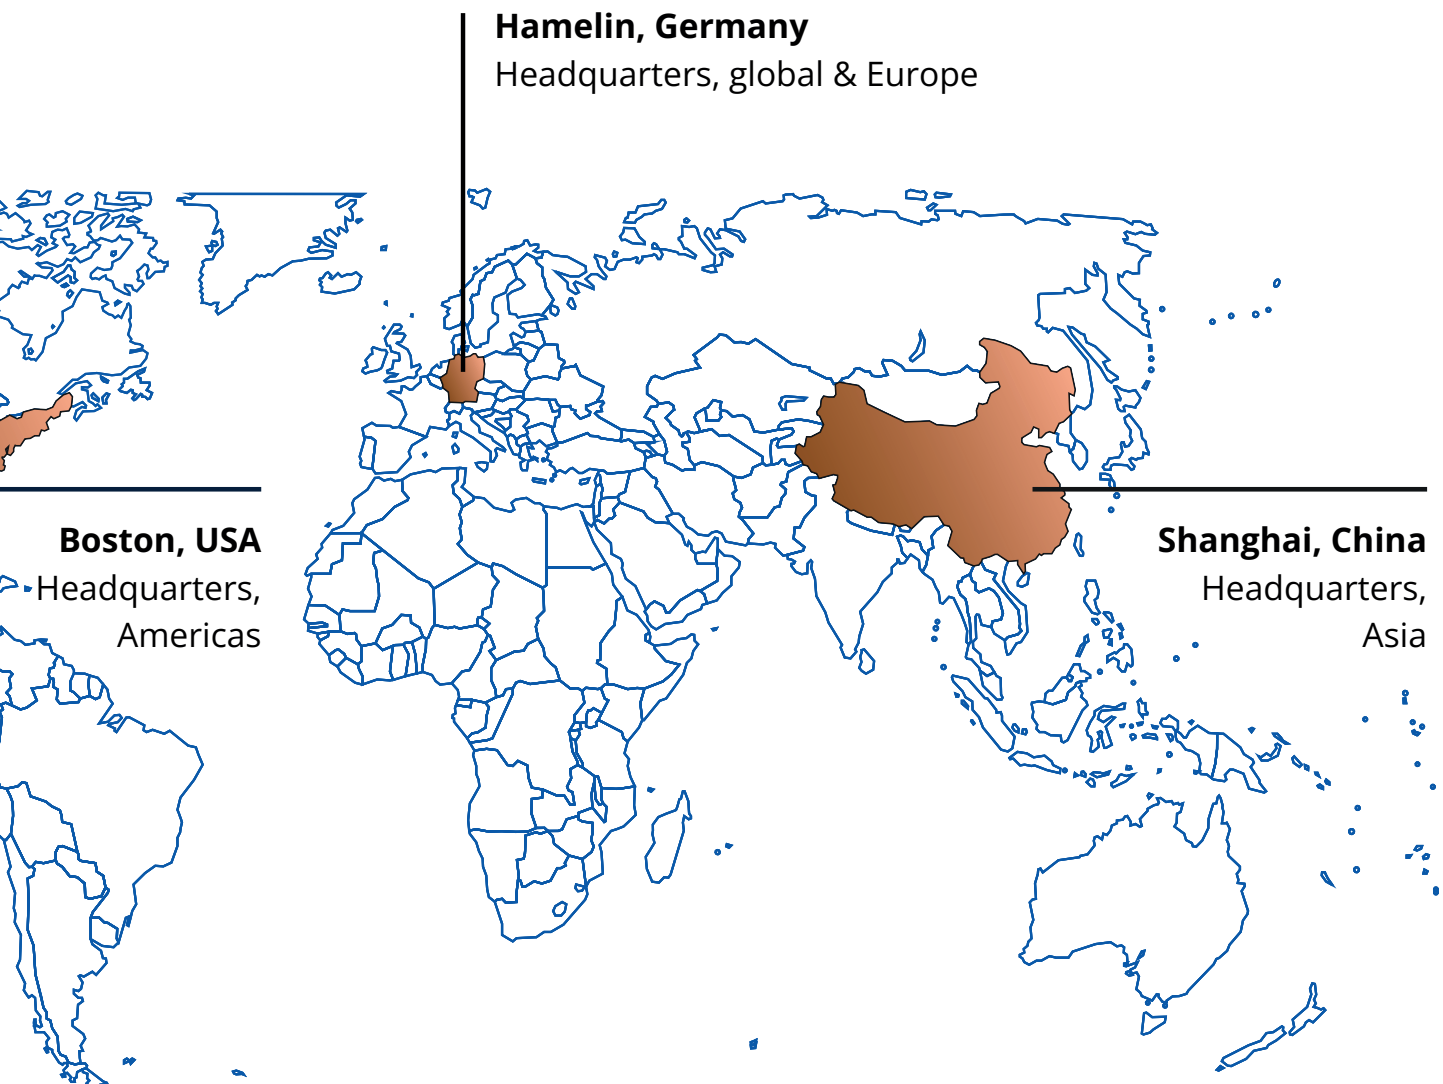 Hamelin, Germany
Headquarters, global & Europe
Boston, USA
Headquarters,
Americas
Shanghai, China
Headquarters,
Asia